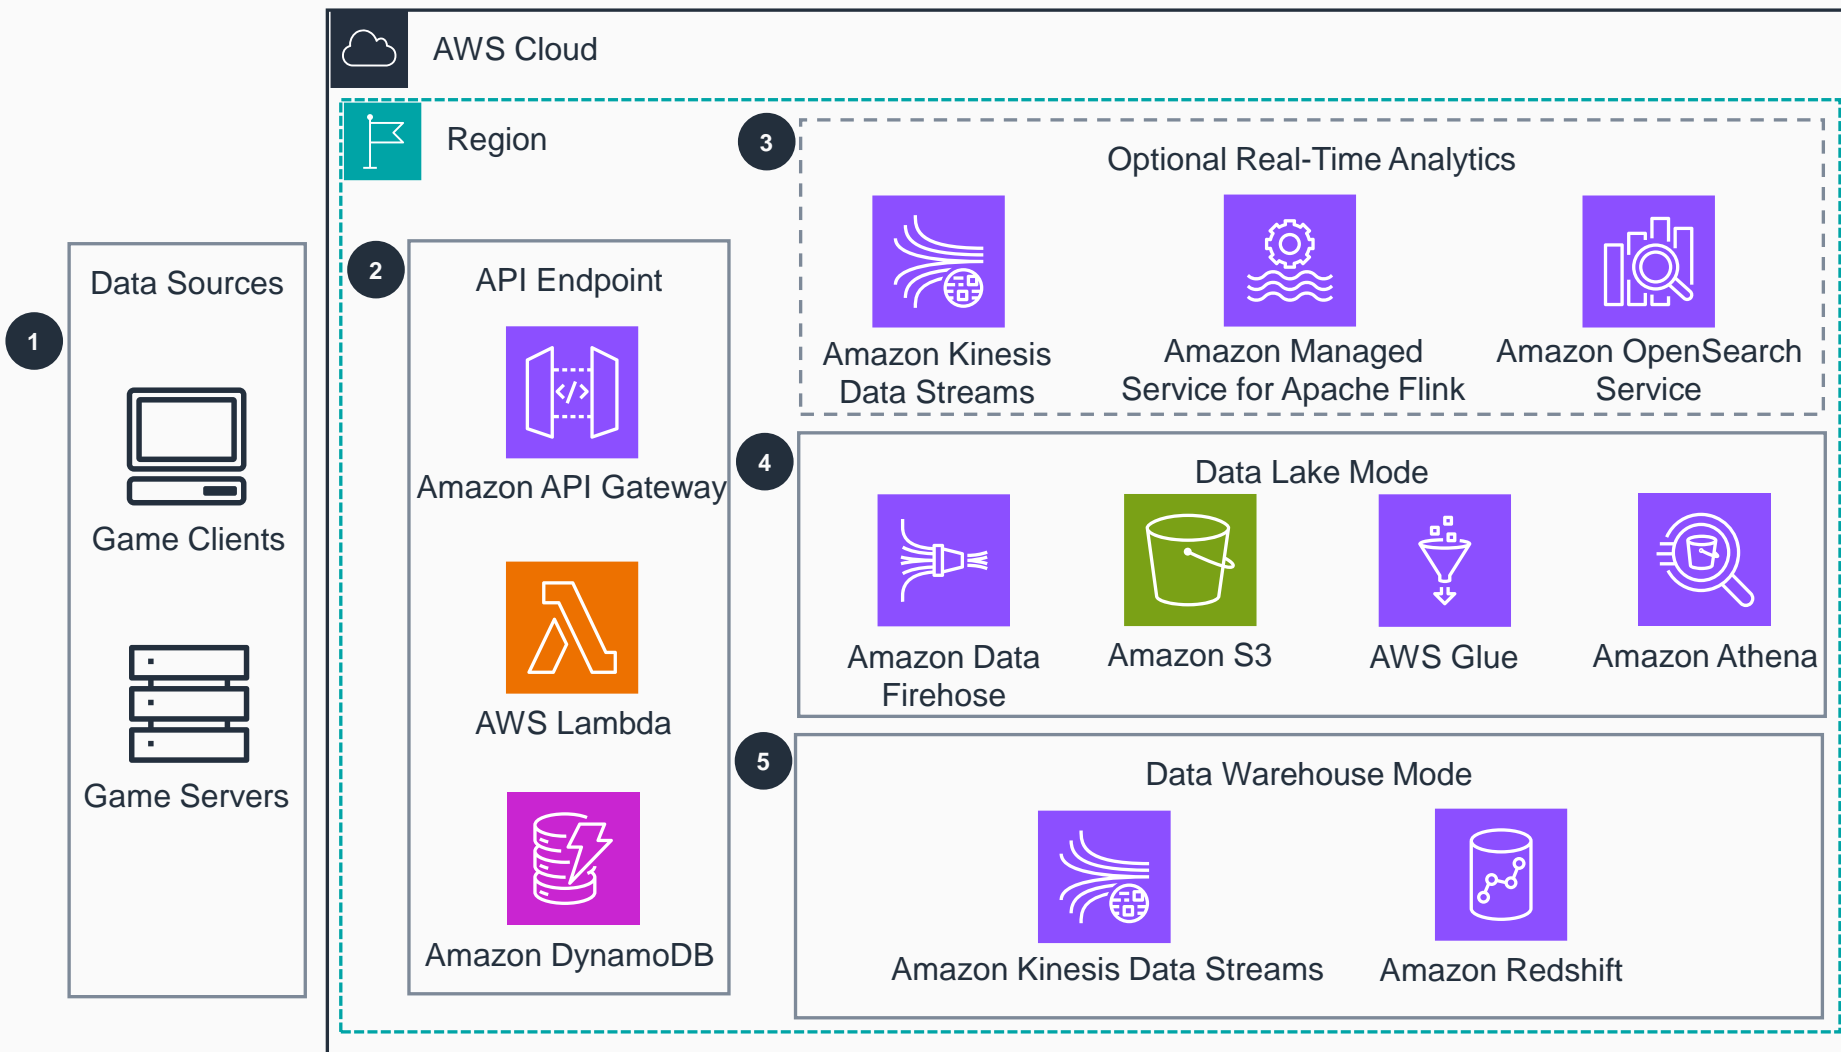 AWS Cloud
Region
1
Data Sources
Game Clients
Game Servers
2
API Endpoint
</>
Amazon API Gateway
AWS Lambda
Amazon DynamoDB
3
Optional Real-Time Analytics
Amazon Kinesis
Data Streams
Amazon Managed
Service for Apache Flink
Amazon OpenSearch
Service
4
Data Lake Mode
Amazon Data
Firehose
Amazon S3
AWS Glue
Amazon Athena
5
Data Warehouse Mode
Amazon Kinesis Data Streams
Amazon Redshift